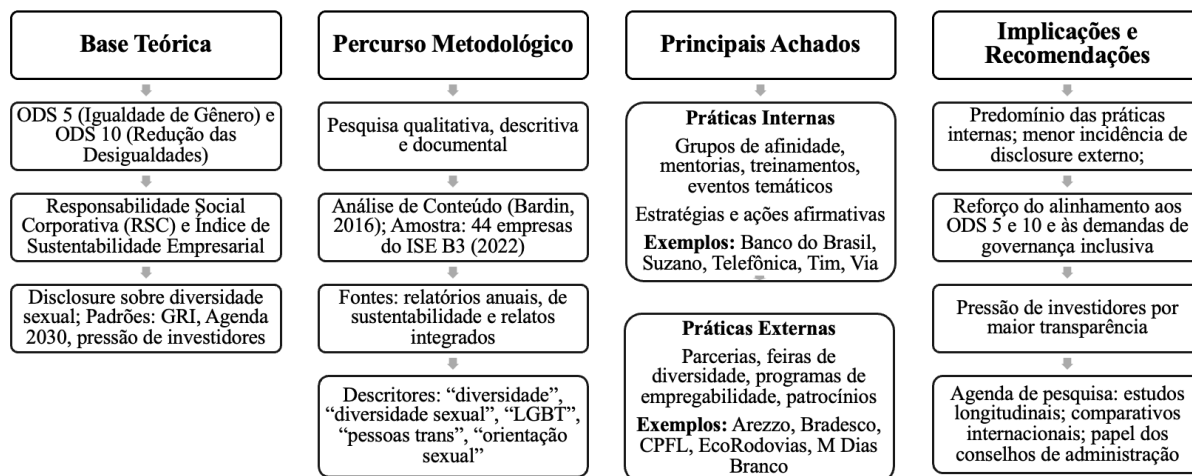 Base Teórica
ODS 5 (Igualdade de Gênero) e
ODS 10 (Redução das
Desigualdades)
Responsabilidade Social
Corporativa (RSC) e Índice de
Sustentabilidade Empresarial
Disclosure sobre diversidade
sexual; Padrões: GRI, Agenda
2030, pressão de investidores
Percurso Metodológico
Pesquisa qualitativa, descritiva
e documental
Análise de Conteúdo (Bardin,
2016); Amostra: 44 empresas
do ISE B3 (2022)
Fontes: relatórios anuais, de
sustentabilidade e relatos
integrados
Descritores: “diversidade”,
“diversidade sexual”, “LGBT”,
“pessoas trans”, “orientação
sexual”
Principais Achados
Práticas Internas
Grupos de afinidade,
mentorias, treinamentos,
eventos temáticos
Estratégias e ações afirmativas
Exemplos: Banco do Brasil,
Suzano, Telefônica, Tim, Via
Práticas Externas
Parcerias, feiras de
diversidade, programas de
empregabilidade, patrocínios
Exemplos: Arezzo, Bradesco,
CPFL, EcoRodovias, M Dias
Branco
Implicações e
Recomendações
Predomínio das práticas
internas; menor incidência de
disclosure externo;
Reforço do alinhamento aos
ODS 5 e 10 e às demandas de
governança inclusiva
Pressão de investidores por
maior transparência
Agenda de pesquisa: estudos
longitudinais; comparativos
internacionais; papel dos
conselhos de administração